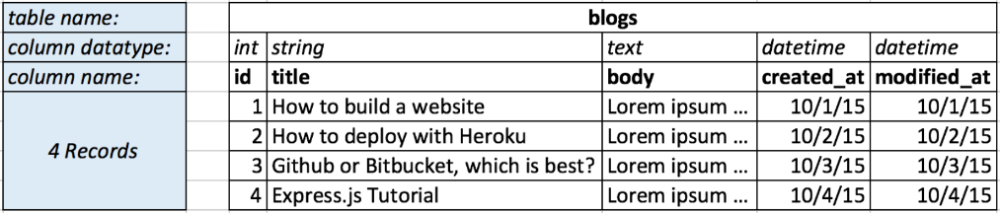 table name: blogs
column datatype: int string text datetime datetime
column name: id title body created_at modified_at
1 How to build a website Lorem ipsum ... 10/1/15 10/1/15
2 How to deploy with Heroku Lorem ipsum ... 10/2/15 10/2/15
4 Records
3 Github or Bitbucket, which is best? Lorem ipsum ... 10/3/15 10/3/15
4 Express.js Tutorial Lorem ipsum ... 10/4/15 10/4/15